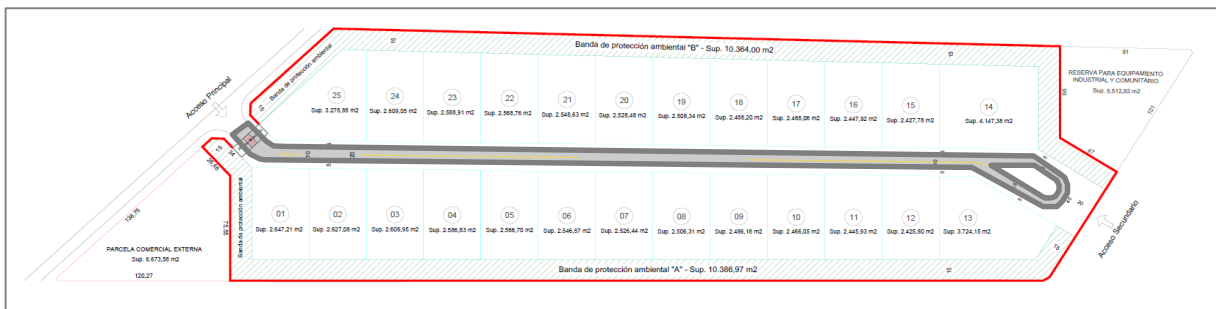 Banda de protección ambiental "B" - Sup. 10.364,00 m2
15
15
91
RESERVA PARA EQUIPAMIENTO
INDUSTRIAL Y COMUNITARIO
Sup. 5.512,82 m2
Acceso Principal
Banda de protección ambiental
15
66
101
25
Sup. 3.278,88 m2
24
Sup. 2.609,05 m2
23
Sup. 2.588,91 m2
22
Sup. 2.568,76 m2
21
Sup. 2.548,63 m2
20
Sup. 2.528,48 m2
19
Sup. 2.508,34 m2
18
Sup. 2.488,20 m2
17
Sup. 2.468,06 m2
16
Sup. 2.447,92 m2
15
Sup. 2.427,78 m2
14
Sup. 4.147,38 m2
15
10
20
5
10
5
Banda de protección ambiental
138,75
75,55
01
Sup. 2.647,21 m2
02
Sup. 2.627,08 m2
03
Sup. 2.606,95 m2
04
Sup. 2.586,83 m2
05
Sup. 2.566,70 m2
06
Sup. 2.546,57 m2
07
Sup. 2.526,44 m2
08
Sup. 2.506,31 m2
09
Sup. 2.486,18 m2
10
Sup. 2.466,05 m2
11
Sup. 2.445,93 m2
12
Sup. 2.425,80 m2
13
Sup. 3.724,15 m2
Acceso Secundario
15
PARCELA COMERCIAL EXTERNA
Sup. 6.673,58 m2
120,27
Banda de protección ambiental "A" - Sup. 10.386,97 m2
15